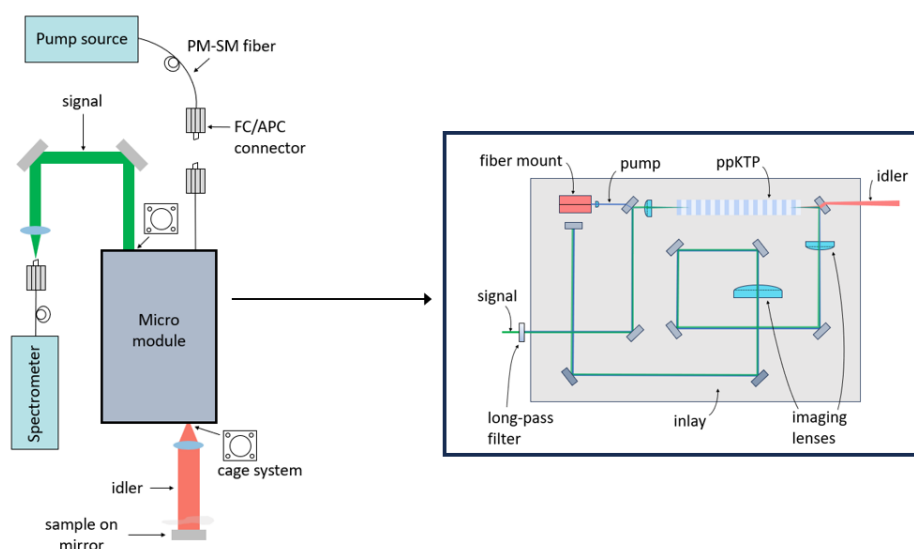 Pump source
PM-SM fiber
signal
FC/APC
connector
Micro
module
Spectrometer
cage system
idler
sample on
mirror
fiber mount
pump
ppKTP
idler
signal
long-pass
filter
inlay
imaging
lenses